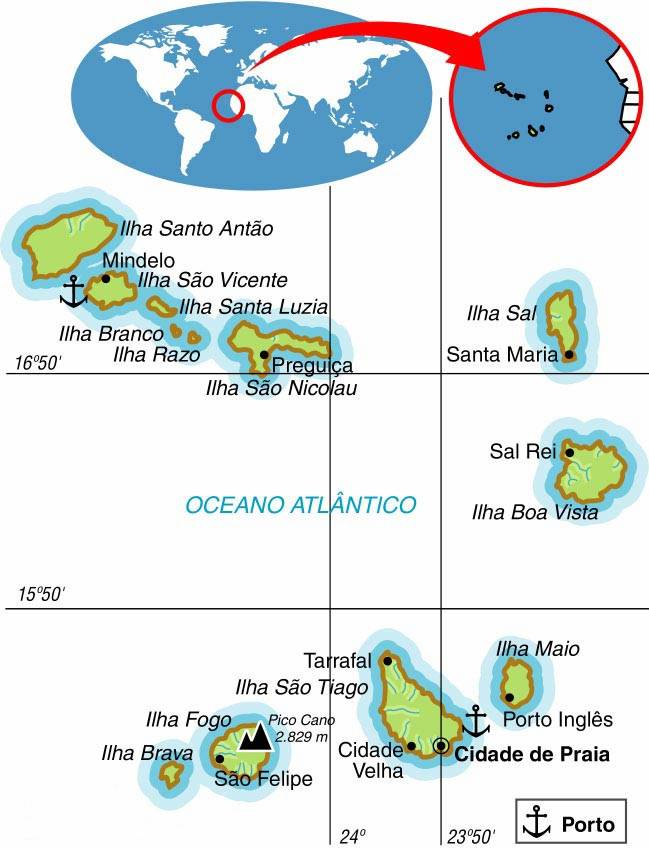 Ilha Santo Antão
Mindelo
Ilha São Vicente
Ilha Santa Luzia
Ilha Sal
Ilha Branco
Ilha Razo
Santa Maria
16º50'
Preguiça
Ilha São Nicolau
Sal Rei
OCEANO ATLÂNTICO
Ilha Boa Vista
15º50'
Ilha Maio
Tarrafal
Ilha São Tiago
Ilha Fogo
Pico Cano
2.829 m
Porto Inglês
Ilha Brava
Cidade
Velha
Cidade de Praia
São Felipe
Porto
24º
23º50'